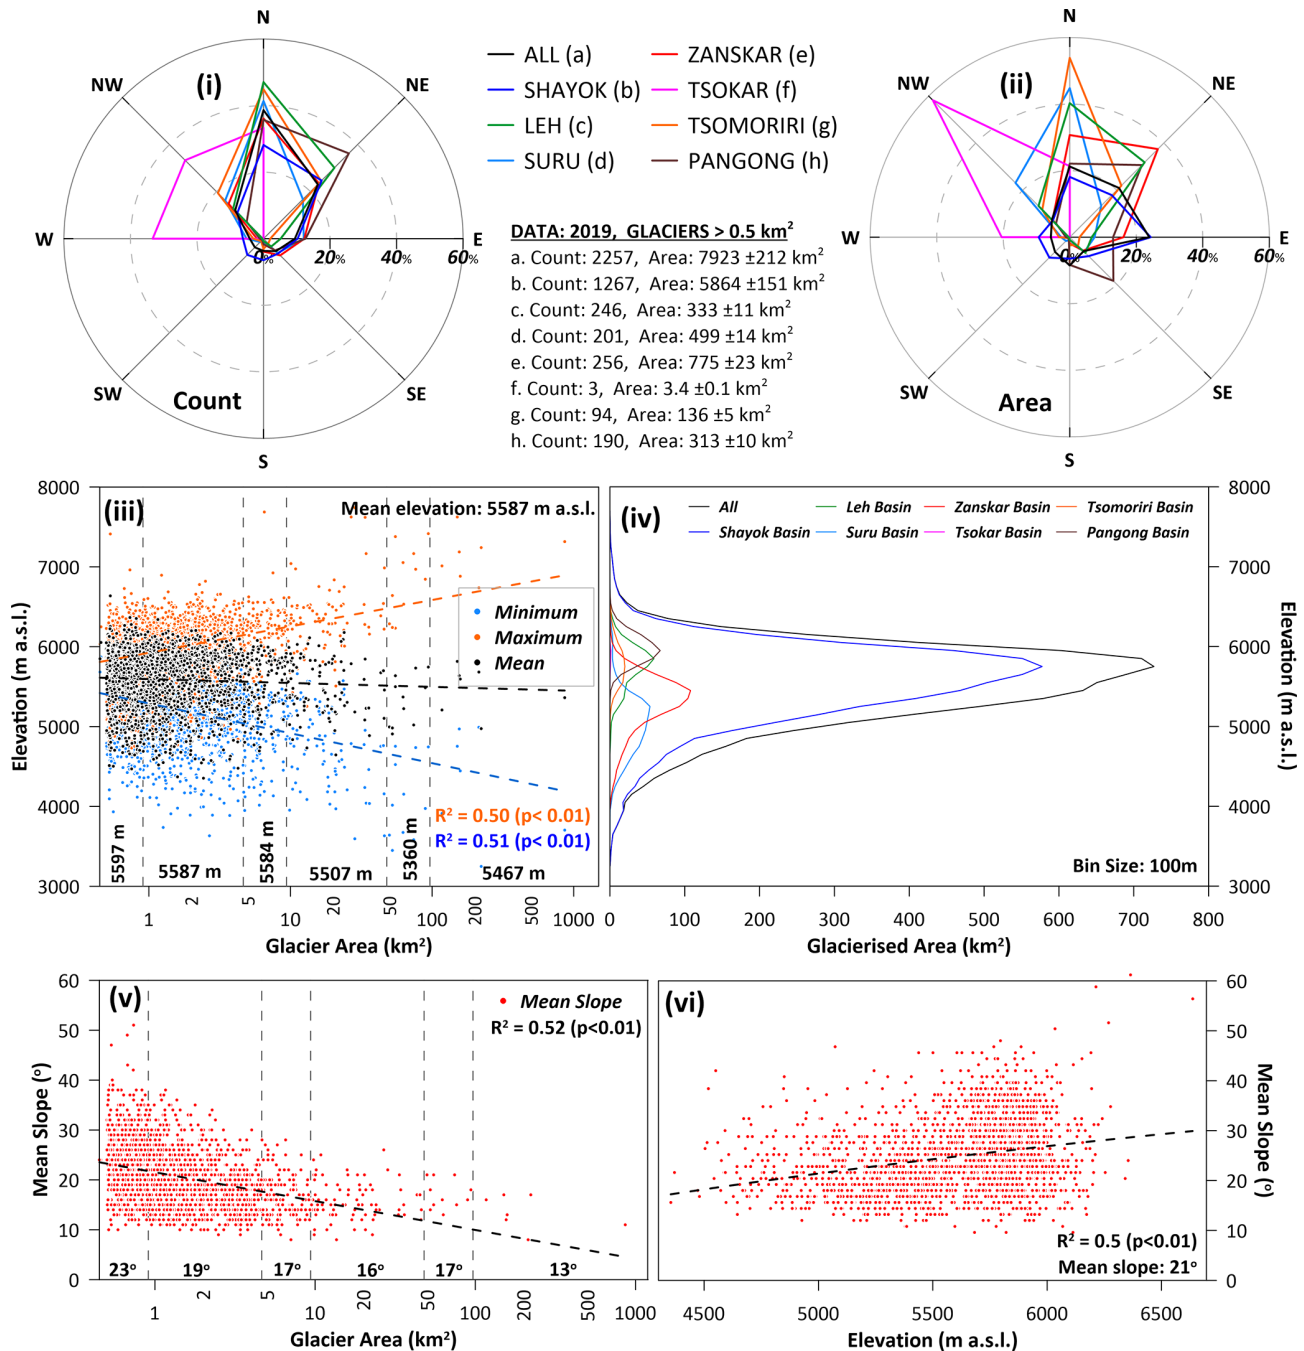 N
NW
(i)
NE
W
E
0%
20%
40%
60%
SW
Count
SE
S
ALL (a)
SHAYOK (b)
LEH (c)
SURU (d)
ZANSKAR (e)
TSOKAR (f)
TSOMORIRI (g)
PANGONG (h)
DATA: 2019, GLACIERS > 0.5 km²
a. Count: 2257, Area: 7923 ±212 km²
b. Count: 1267, Area: 5864 ±151 km²
c. Count: 246, Area: 333 ±11 km²
d. Count: 201, Area: 499 ±14 km²
e. Count: 256, Area: 775 ±23 km²
f. Count: 3, Area: 3.4 ±0.1 km²
g. Count: 94, Area: 136 ±5 km²
h. Count: 190, Area: 313 ±10 km²
N
NW
(ii)
NE
W
E
0%
20%
40%
60%
SW
Area
SE
S
(iii)
Mean elevation: 5587 m a.s.l.
Minimum
Maximum
Mean
R² = 0.50 (p< 0.01)
R² = 0.51 (p< 0.01)
5597 m
5587 m
5584 m
5507 m
5360 m
5467 m
8000
7000
6000
5000
4000
3000
Elevation (m a.s.l.)
1
2
5
10
20
50
100
200
500
1000
Glacier Area (km²)
(iv)
All
Shayok Basin
Leh Basin
Suru Basin
Zanskar Basin
Tsokar Basin
Tsomoriri Basin
Pangong Basin
Bin Size: 100m
8000
7000
6000
5000
4000
3000
Elevation (m a.s.l.)
0
100
200
300
400
500
600
700
800
Glacierised Area (km²)
(v)
Mean Slope
R² = 0.52 (p<0.01)
23°
19°
17°
16°
17°
13°
60
50
40
30
20
10
0
Mean Slope (°)
1
2
5
10
20
50
100
200
500
1000
Glacier Area (km²)
(vi)
R² = 0.5 (p<0.01)
Mean slope: 21°
60
50
40
30
20
10
0
Mean Slope (°)
4500
5000
5500
6000
6500
Elevation (m a.s.l.)